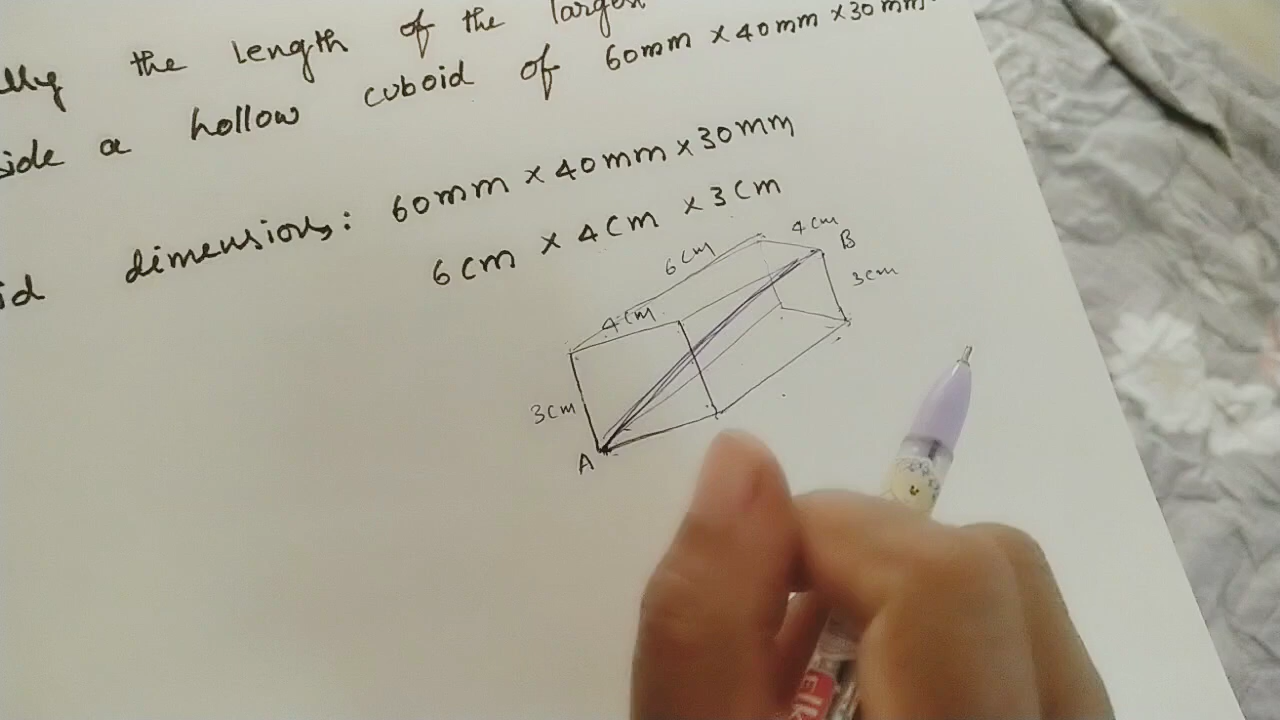 the length of the largest
a hollow cuboid of 60mm × 40mm × 30mm
dimensions: 60mm × 40mm × 30mm
6cm × 4cm × 3cm
4cm
6cm
B
3cm
4cm
3cm
A